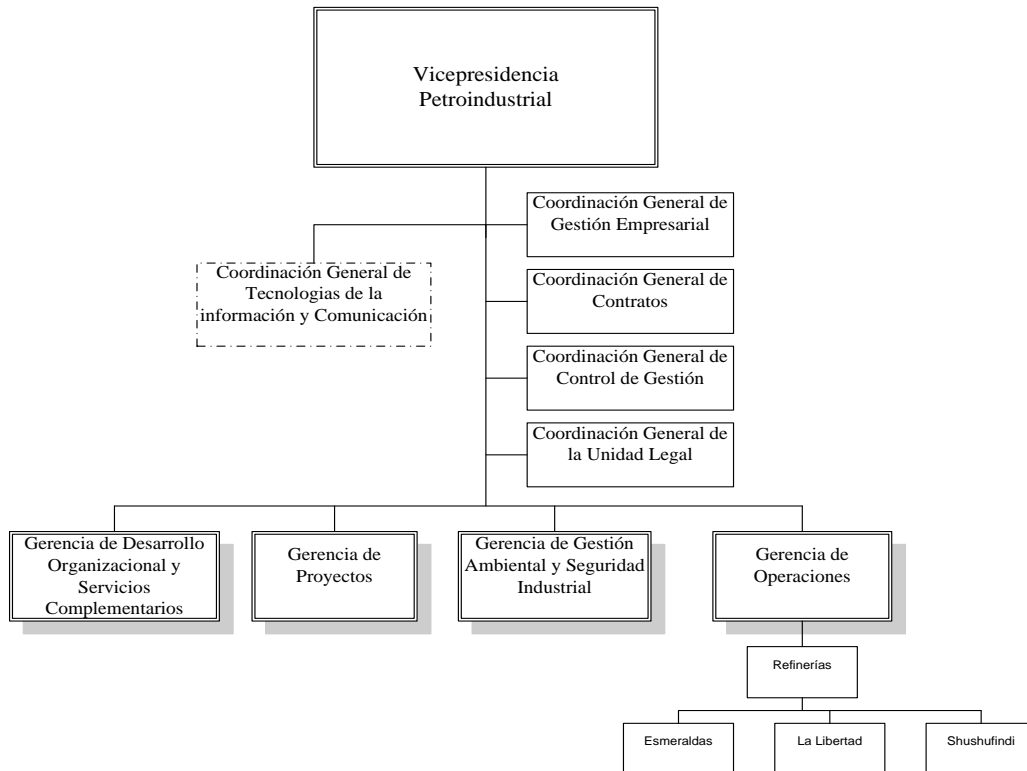 Vicepresidencia
Petroindustrial
Coordinación General de
Gestión Empresarial
Coordinación General de
Tecnologias de la
información y Comunicación
Coordinación General de
Contratos
Coordinación General de
Control de Gestión
Coordinación General de
la Unidad Legal
Gerencia de Desarrollo
Organizacional y
Servicios
Complementarios
Gerencia de
Proyectos
Gerencia de Gestión
Ambiental y Seguridad
Industrial
Gerencia de
Operaciones
Refinerías
Esmeraldas
La Libertad
Shushufindi